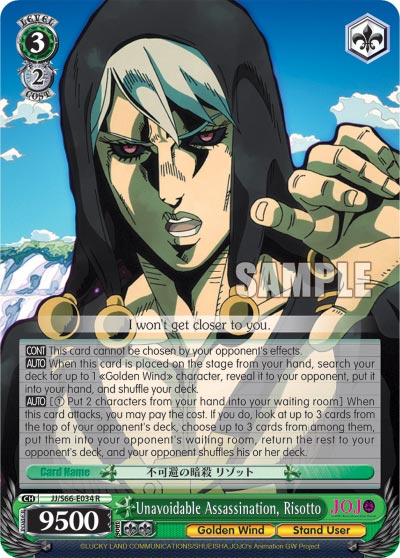 LEVEL
3
2
COST
SAMPLE
I won't get closer to you.
CONT This card cannot be chosen by your opponent's effects.
AUTO When this card is placed on the stage from your hand, search your
deck for up to 1 <Golden Wind> character, reveal it to your opponent, put it
into your hand, and shuffle your deck.
AUTO [Put 2 characters from your hand into your waiting room] When
this card attacks, you may pay the cost. If you do, look at up to 3 cards from
the top of your opponent's deck, choose up to 3 cards from among them,
put them into your opponent's waiting room, return the rest to your
opponent's deck, and your opponent shuffles his or her deck.
Card Name 不可避の暗殺 リゾット
CH JJ/S66-E034 R
POWER 9500 SOUL Unavoidable Assassination, Risotto JOJO
Golden Wind Stand User
©LUCKY LAND COMMUNICATIONS/SHUEISHA,JOJO's Animation GW Project